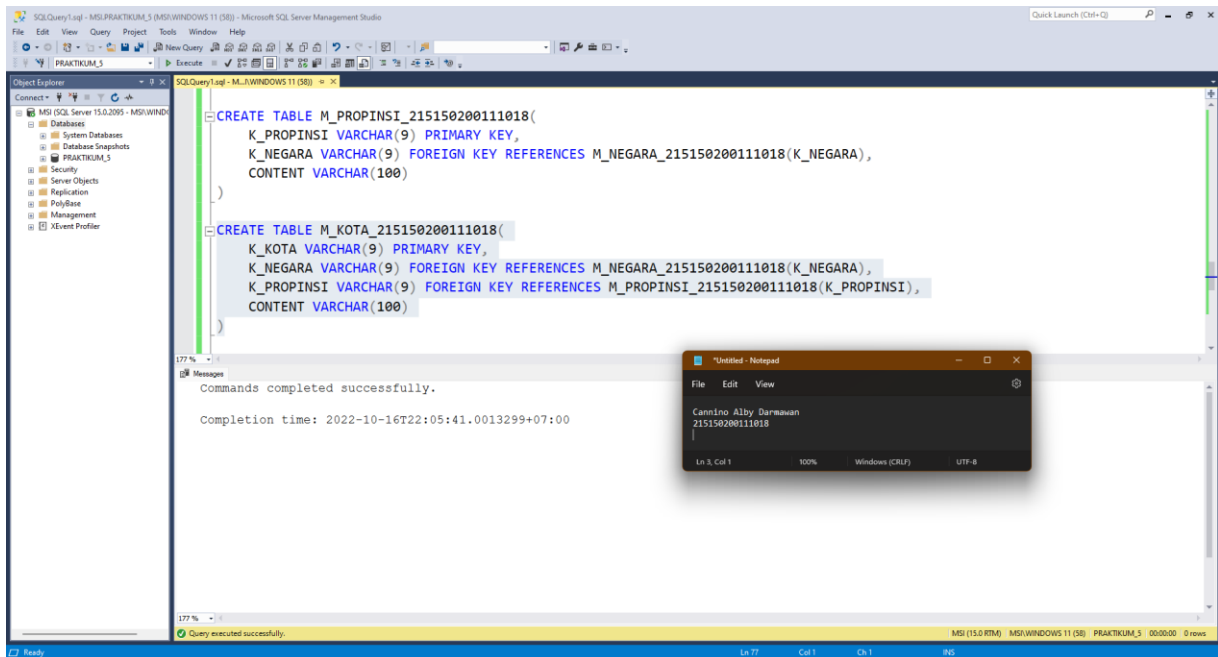 SQLQuery1.sql - MSI.PRAKTIKUM_5 (MSI\WINDOWS 11 (58)) - Microsoft SQL Server Management Studio
Quick Launch (Ctrl+Q)
File Edit View Query Project Tools Window Help
New Query
PRAKTIKUM_5
Execute
Object Explorer
SQLQuery1.sql - M...\WINDOWS 11 (58))
Connect
MSI (SQL Server 15.0.2095 - MSI\WINDO
Databases
System Databases
Database Snapshots
PRAKTIKUM_5
Security
Server Objects
Replication
PolyBase
Management
XEvent Profiler
CREATE TABLE M_PROPINSI_215150200111018(
K_PROPINSI VARCHAR(9) PRIMARY KEY,
K_NEGARA VARCHAR(9) FOREIGN KEY REFERENCES M_NEGARA_215150200111018(K_NEGARA),
CONTENT VARCHAR(100)
)
CREATE TABLE M_KOTA_215150200111018(
K_KOTA VARCHAR(9) PRIMARY KEY,
K_NEGARA VARCHAR(9) FOREIGN KEY REFERENCES M_NEGARA_215150200111018(K_NEGARA),
K_PROPINSI VARCHAR(9) FOREIGN KEY REFERENCES M_PROPINSI_215150200111018(K_PROPINSI),
CONTENT VARCHAR(100)
)
177 %
Messages
Commands completed successfully.
Completion time: 2022-10-16T22:05:41.0013299+07:00
*Untitled - Notepad
File Edit View
Cannino Alby Darmawan
215150200111018
Ln 3, Col 1 100% Windows (CRLF) UTF-8
177 %
Query executed successfully.
MSI (15.0 RTM) MSI\WINDOWS 11 (58) PRAKTIKUM_5 00:00:00 0 rows
Ready Ln 77 Col 1 Ch 1 INS